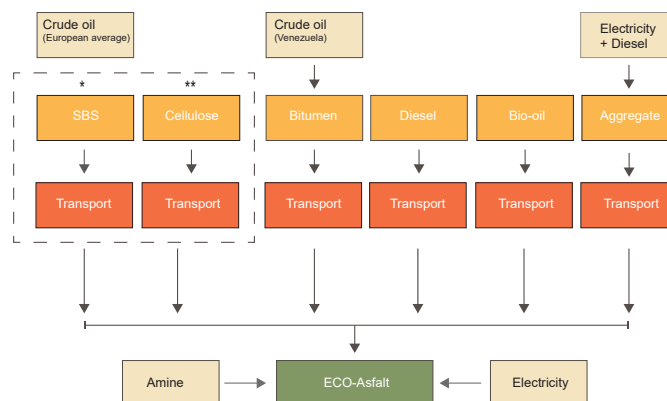 Crude oil
(European average)
Crude oil
(Venezuela)
Electricity
+ Diesel
*
**
SBS
Cellulose
Bitumen
Diesel
Bio-oil
Aggregate
Transport
Transport
Transport
Transport
Transport
Transport
Amine
ECO-Asfalt
Electricity